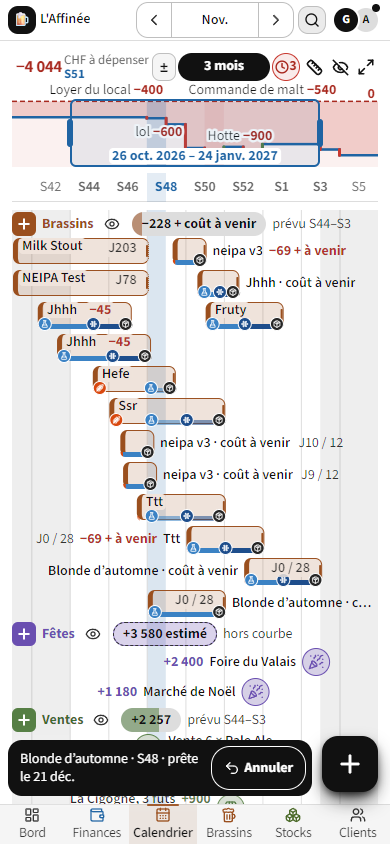 L'Affinée
Nov.
G
A
−4 044 CHF à dépenser
S51
±
3 mois
3
Loyer du local −400
Commande de malt −540
0
lol −600
Hotte −900
26 oct. 2026 – 24 janv. 2027
S42 S44 S46 S48 S50 S52 S1 S3 S5
Brassins
−228 + coût à venir
prévu S44–S3
Milk Stout J203
neipa v3 −69 + à venir
NEIPA Test J78
Jhhh · coût à venir
Jhhh −45
Fruty
Jhhh −45
Hefe
Ssr
neipa v3 · coût à venir J10 / 12
neipa v3 · coût à venir J9 / 12
Ttt
J0 / 28 −69 + à venir Ttt
Blonde d'automne · coût à venir J0 / 28
J0 / 28 Blonde d'automne · c…
Fêtes
+3 580 estimé
hors courbe
+2 400 Foire du Valais
+1 180 Marché de Noël
Ventes
+2 257
prévu S44–S3
Blonde d'automne · S48 · prête
le 21 déc.
Annuler
La Cigogne, 3 fûts +900
Bord
Finances
Calendrier
Brassins
Stocks
Clients